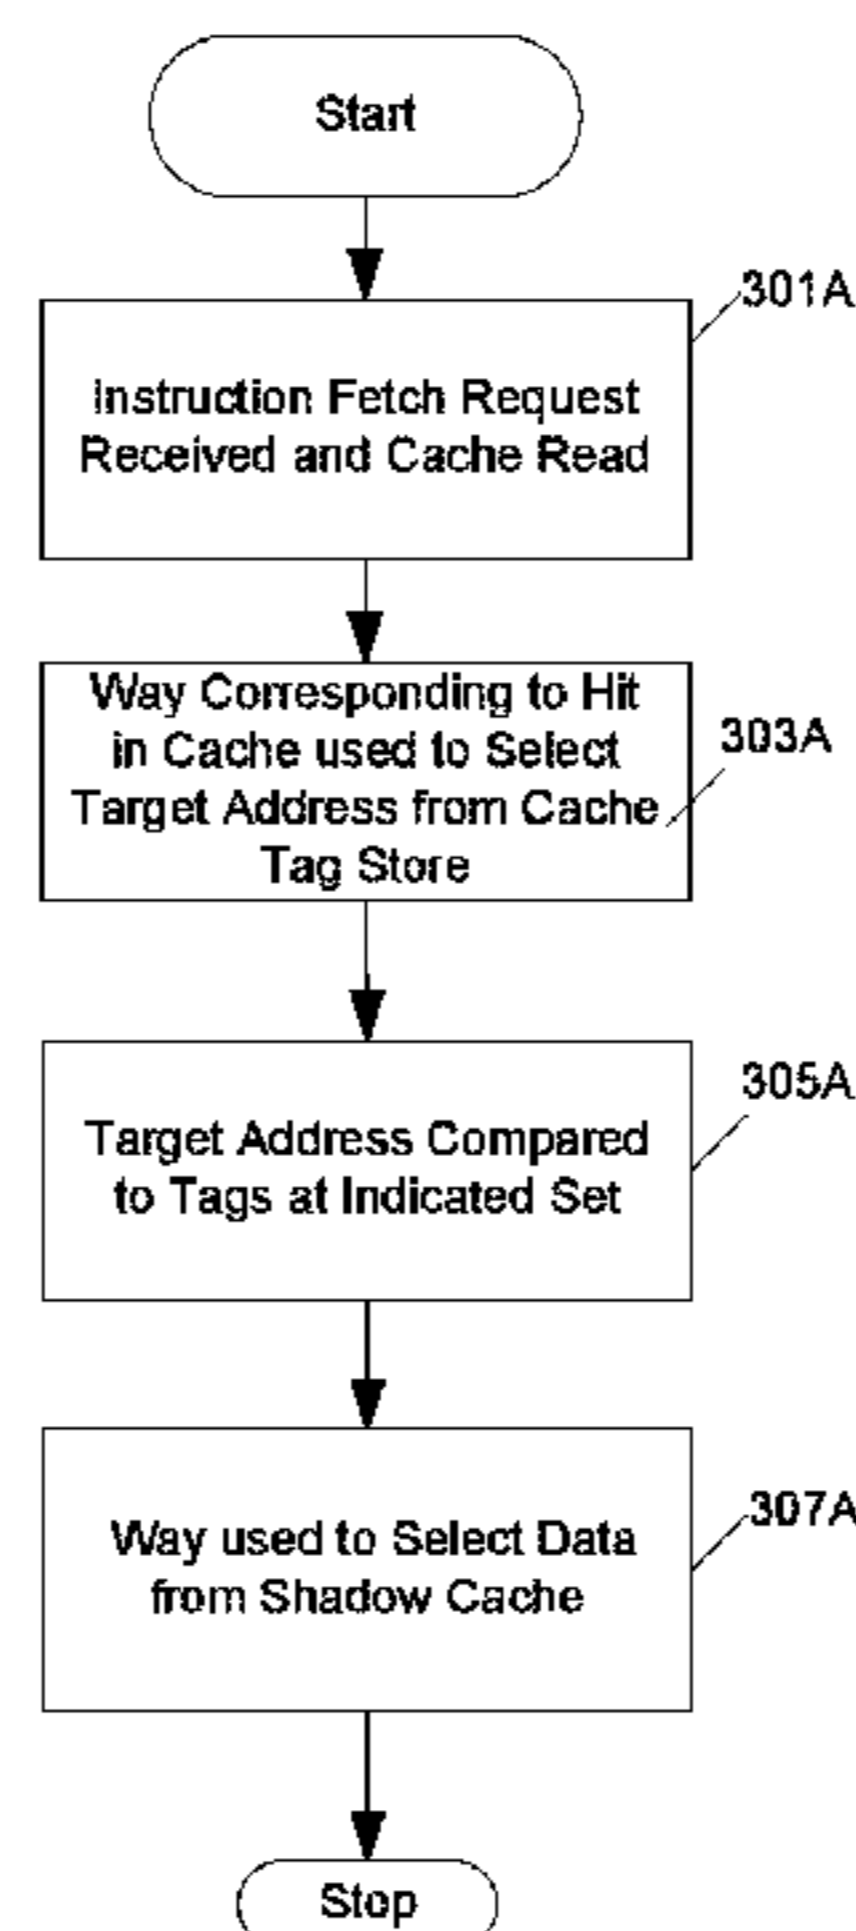 Start
301A
Instruction Fetch Request
Received and Cache Read
Way Corresponding to Hit
in Cache used to Select
303A
Target Address from Cache
Tag Store
305A
Target Address Compared
to Tags at Indicated Set
307A
Way used to Select Data
from Shadow Cache
Stop